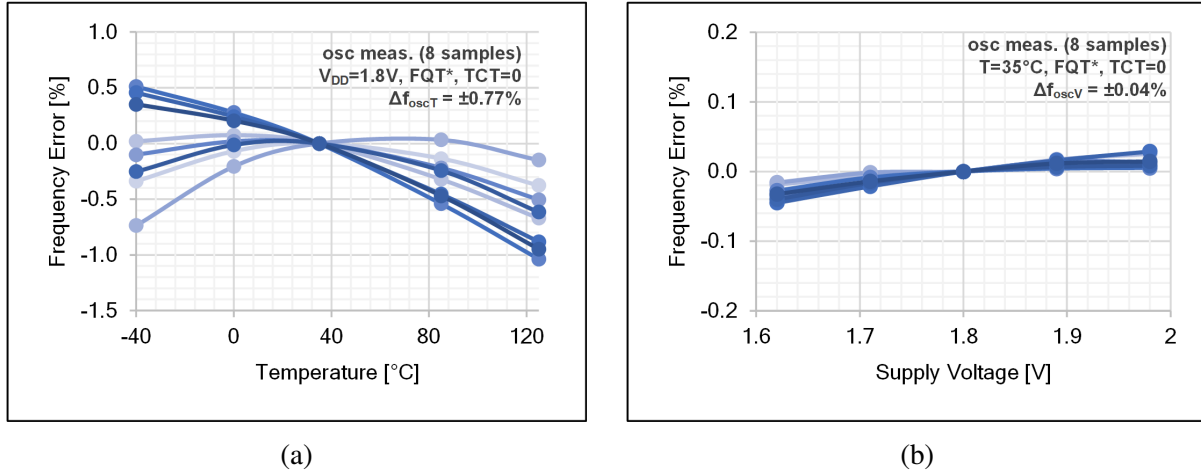 1.0
0.5
0.0
-0.5
-1.0
-1.5
Frequency Error [%]
osc meas. (8 samples)
V_DD=1.8V, FQT*, TCT=0
Δf_oscT = ±0.77%
-40
0
40
80
120
Temperature [°C]
(a)
0.2
0.1
0.0
-0.1
-0.2
Frequency Error [%]
osc meas. (8 samples)
T=35°C, FQT*, TCT=0
Δf_oscV = ±0.04%
1.6
1.7
1.8
1.9
2
Supply Voltage [V]
(b)